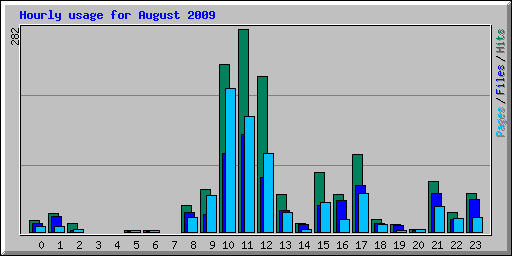 Hourly usage for August 2009
282
Pages/Files/Hits
0 1 2 3 4 5 6 7 8 9 10 11 12 13 14 15 16 17 18 19 20 21 22 23